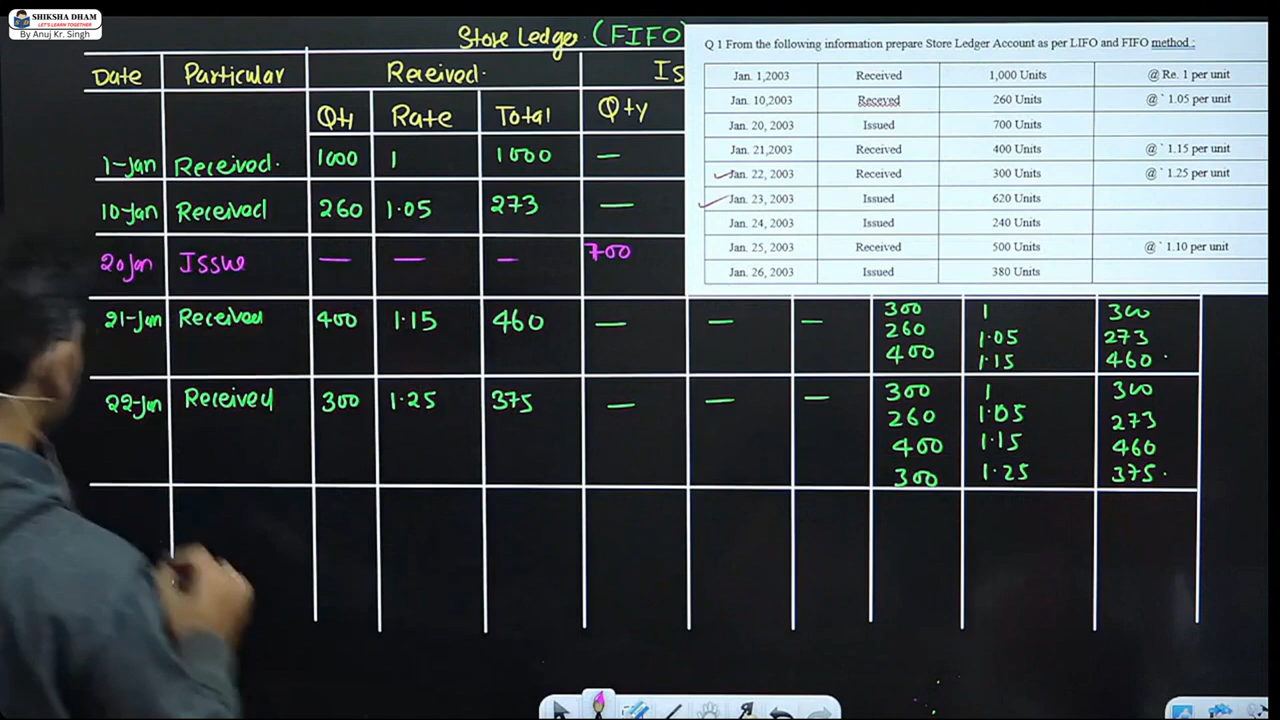 SHIKSHA DHAM
LET'S LEARN TOGETHER
By Anuj Kr. Singh
Store Ledger (FIFO)
Date Particular Received. Is
Qty Rate Total Qty
1-Jan Received. 1000 1 1000 —
10-Jan Received 260 1.05 273 —
20 Jan Issue — — — 700
21-Jan Received 400 1.15 460 — — — 300 1 300
260 1.05 273
400 1.15 460.
22-Jan Received 300 1.25 375 — — — 300 1 300
260 1.05 273
400 1.15 460
300 1.25 375.
Q 1 From the following information prepare Store Ledger Account as per LIFO and FIFO method :
Jan. 1,2003 Received 1,000 Units @ Re. 1 per unit
Jan. 10,2003 Receved 260 Units @ ` 1.05 per unit
Jan. 20, 2003 Issued 700 Units
Jan. 21,2003 Received 400 Units @ ` 1.15 per unit
Jan. 22, 2003 Received 300 Units @ ` 1.25 per unit
Jan. 23, 2003 Issued 620 Units
Jan. 24, 2003 Issued 240 Units
Jan. 25, 2003 Received 500 Units @ ` 1.10 per unit
Jan. 26, 2003 Issued 380 Units